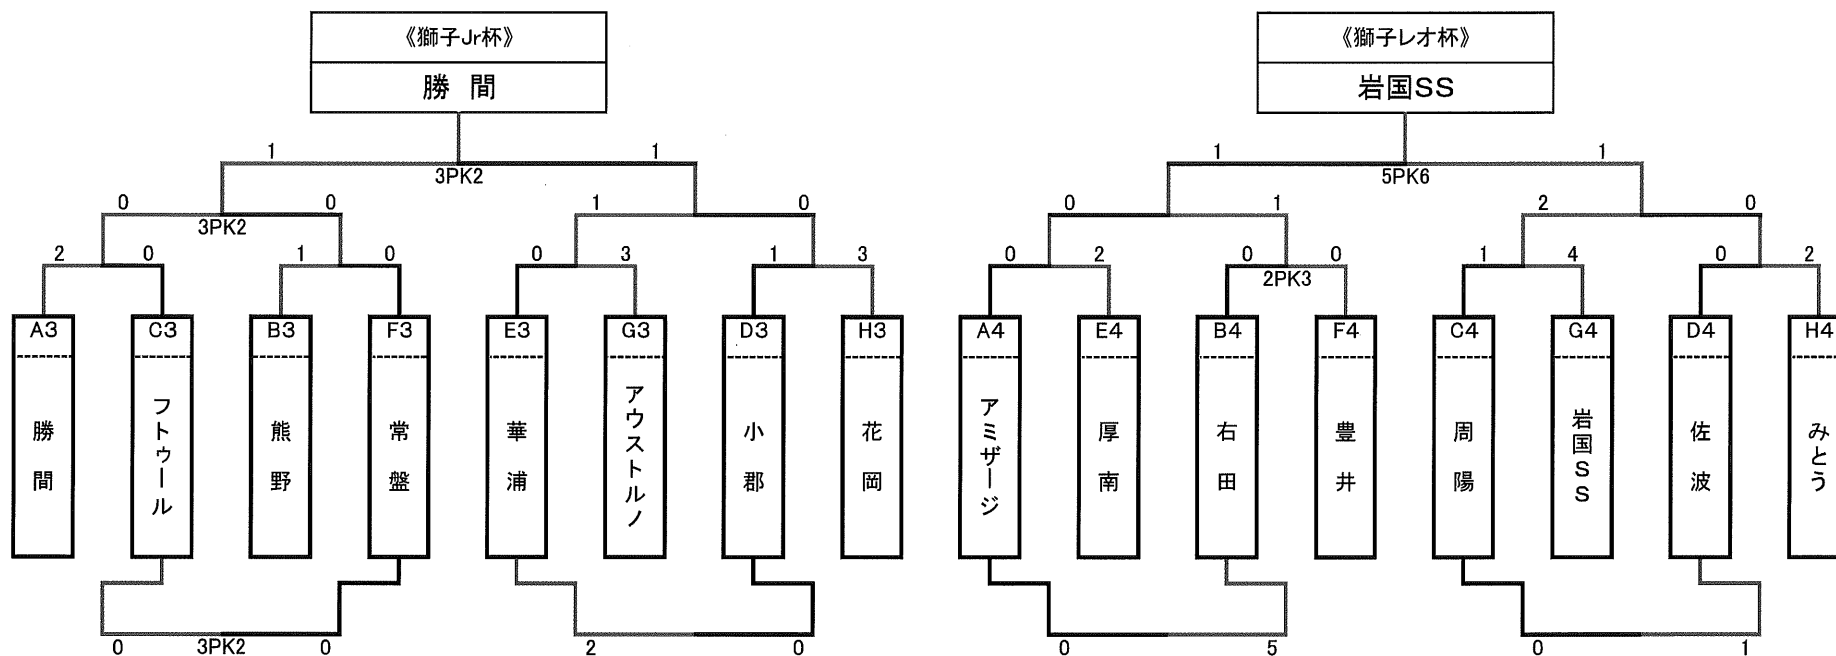 《獅子Jr杯》 《獅子レオ杯》
勝 間 岩国SS
1 1 1 1
3PK2 5PK6
0 0 1 0 0 1 2 0
3PK2
2 0 1 0 0 3 1 3 0 2 0 0 1 4 0 2
2PK3
A3 C3 B3 F3 E3 G3 D3 H3 A4 E4 B4 F4 C4 G4 D4 H4
勝間
フトゥール
熊野
常盤
華浦
アウストルノ
小郡
花岡
アミザージ
厚南
右田
豊井
周陽
岩国SS
佐波
みとう
0 3PK2 0 2 0 0 5 0 1